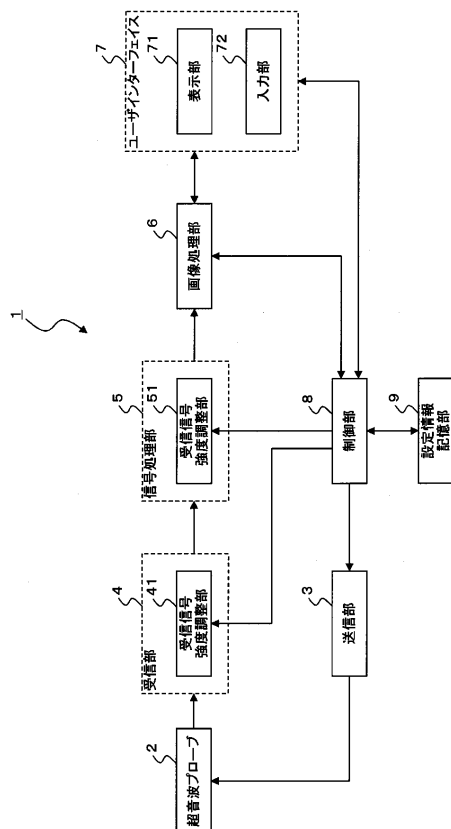 1
2
超音波プローブ
4
受信部
41
受信信号
強度調整部
5
信号処理部
51
受信信号
強度調整部
6
画像処理部
7
ユーザインターフェイス
71
表示部
72
入力部
3
送信部
8
制御部
9
設定情報
記憶部